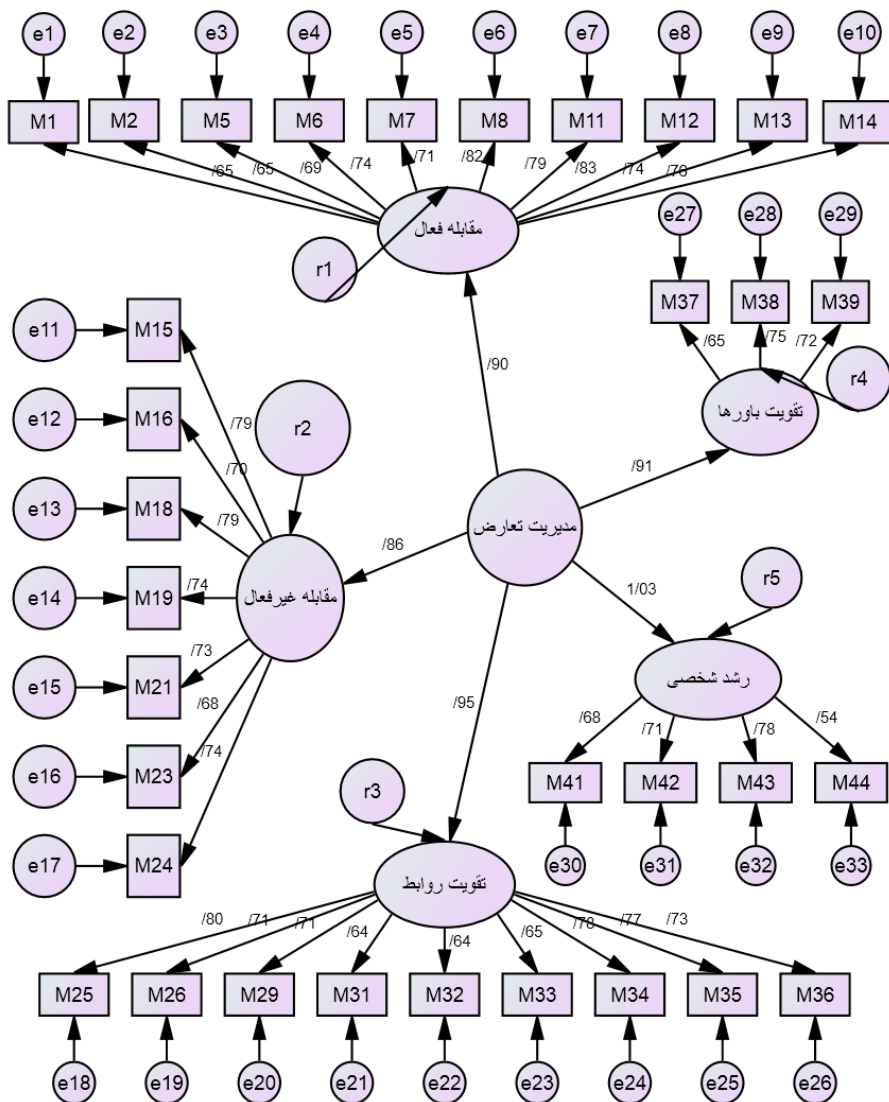 e1 e2 e3 e4 e5 e6 e7 e8 e9 e10
M1 M2 M5 M6 M7 M8 M11 M12 M13 M14
/65 /65 /69 /74 /71 /82 /79 /83 /74 /76
مقابله فعال
r1
e27 e28 e29
M37 M38 M39
/65 /75 /72
r4
تقویت باورها
/90
/91
e11 M15
e12 M16
e13 M18
e14 M19
e15 M21
e16 M23
e17 M24
/79
/70
/79
/74
/73
/68
/74
r2
مقابله غیرفعال
/86
مدیریت تعارض
1/03
r5
رشد شخصی
/68 /71 /78 /54
M41 M42 M43 M44
e30 e31 e32 e33
/95
r3
تقویت روابط
/80 /71 /71 /64 /64 /65 /78 /77 /73
M25 M26 M29 M31 M32 M33 M34 M35 M36
e18 e19 e20 e21 e22 e23 e24 e25 e26